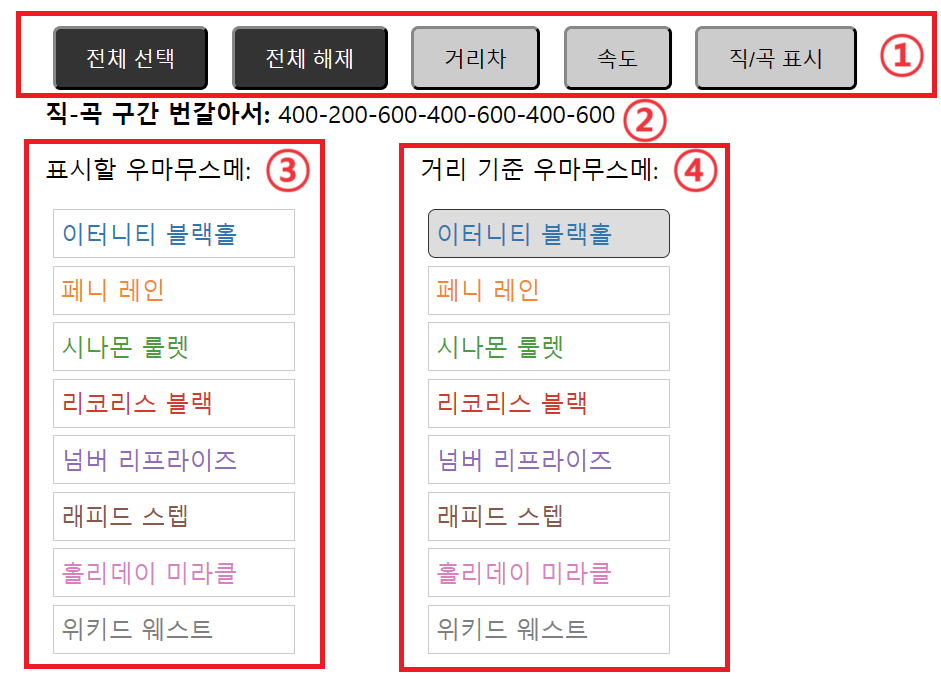 전체 선택 전체 해제 거리차 속도 직/곡 표시 ①
직-곡 구간 번갈아서: 400-200-600-400-600-400-600 ②
표시할 우마무스메: ③
이터니티 블랙홀
페니 레인
시나몬 룰렛
리코리스 블랙
넘버 리프라이즈
래피드 스텝
홀리데이 미라클
위키드 웨스트
거리 기준 우마무스메: ④
이터니티 블랙홀
페니 레인
시나몬 룰렛
리코리스 블랙
넘버 리프라이즈
래피드 스텝
홀리데이 미라클
위키드 웨스트